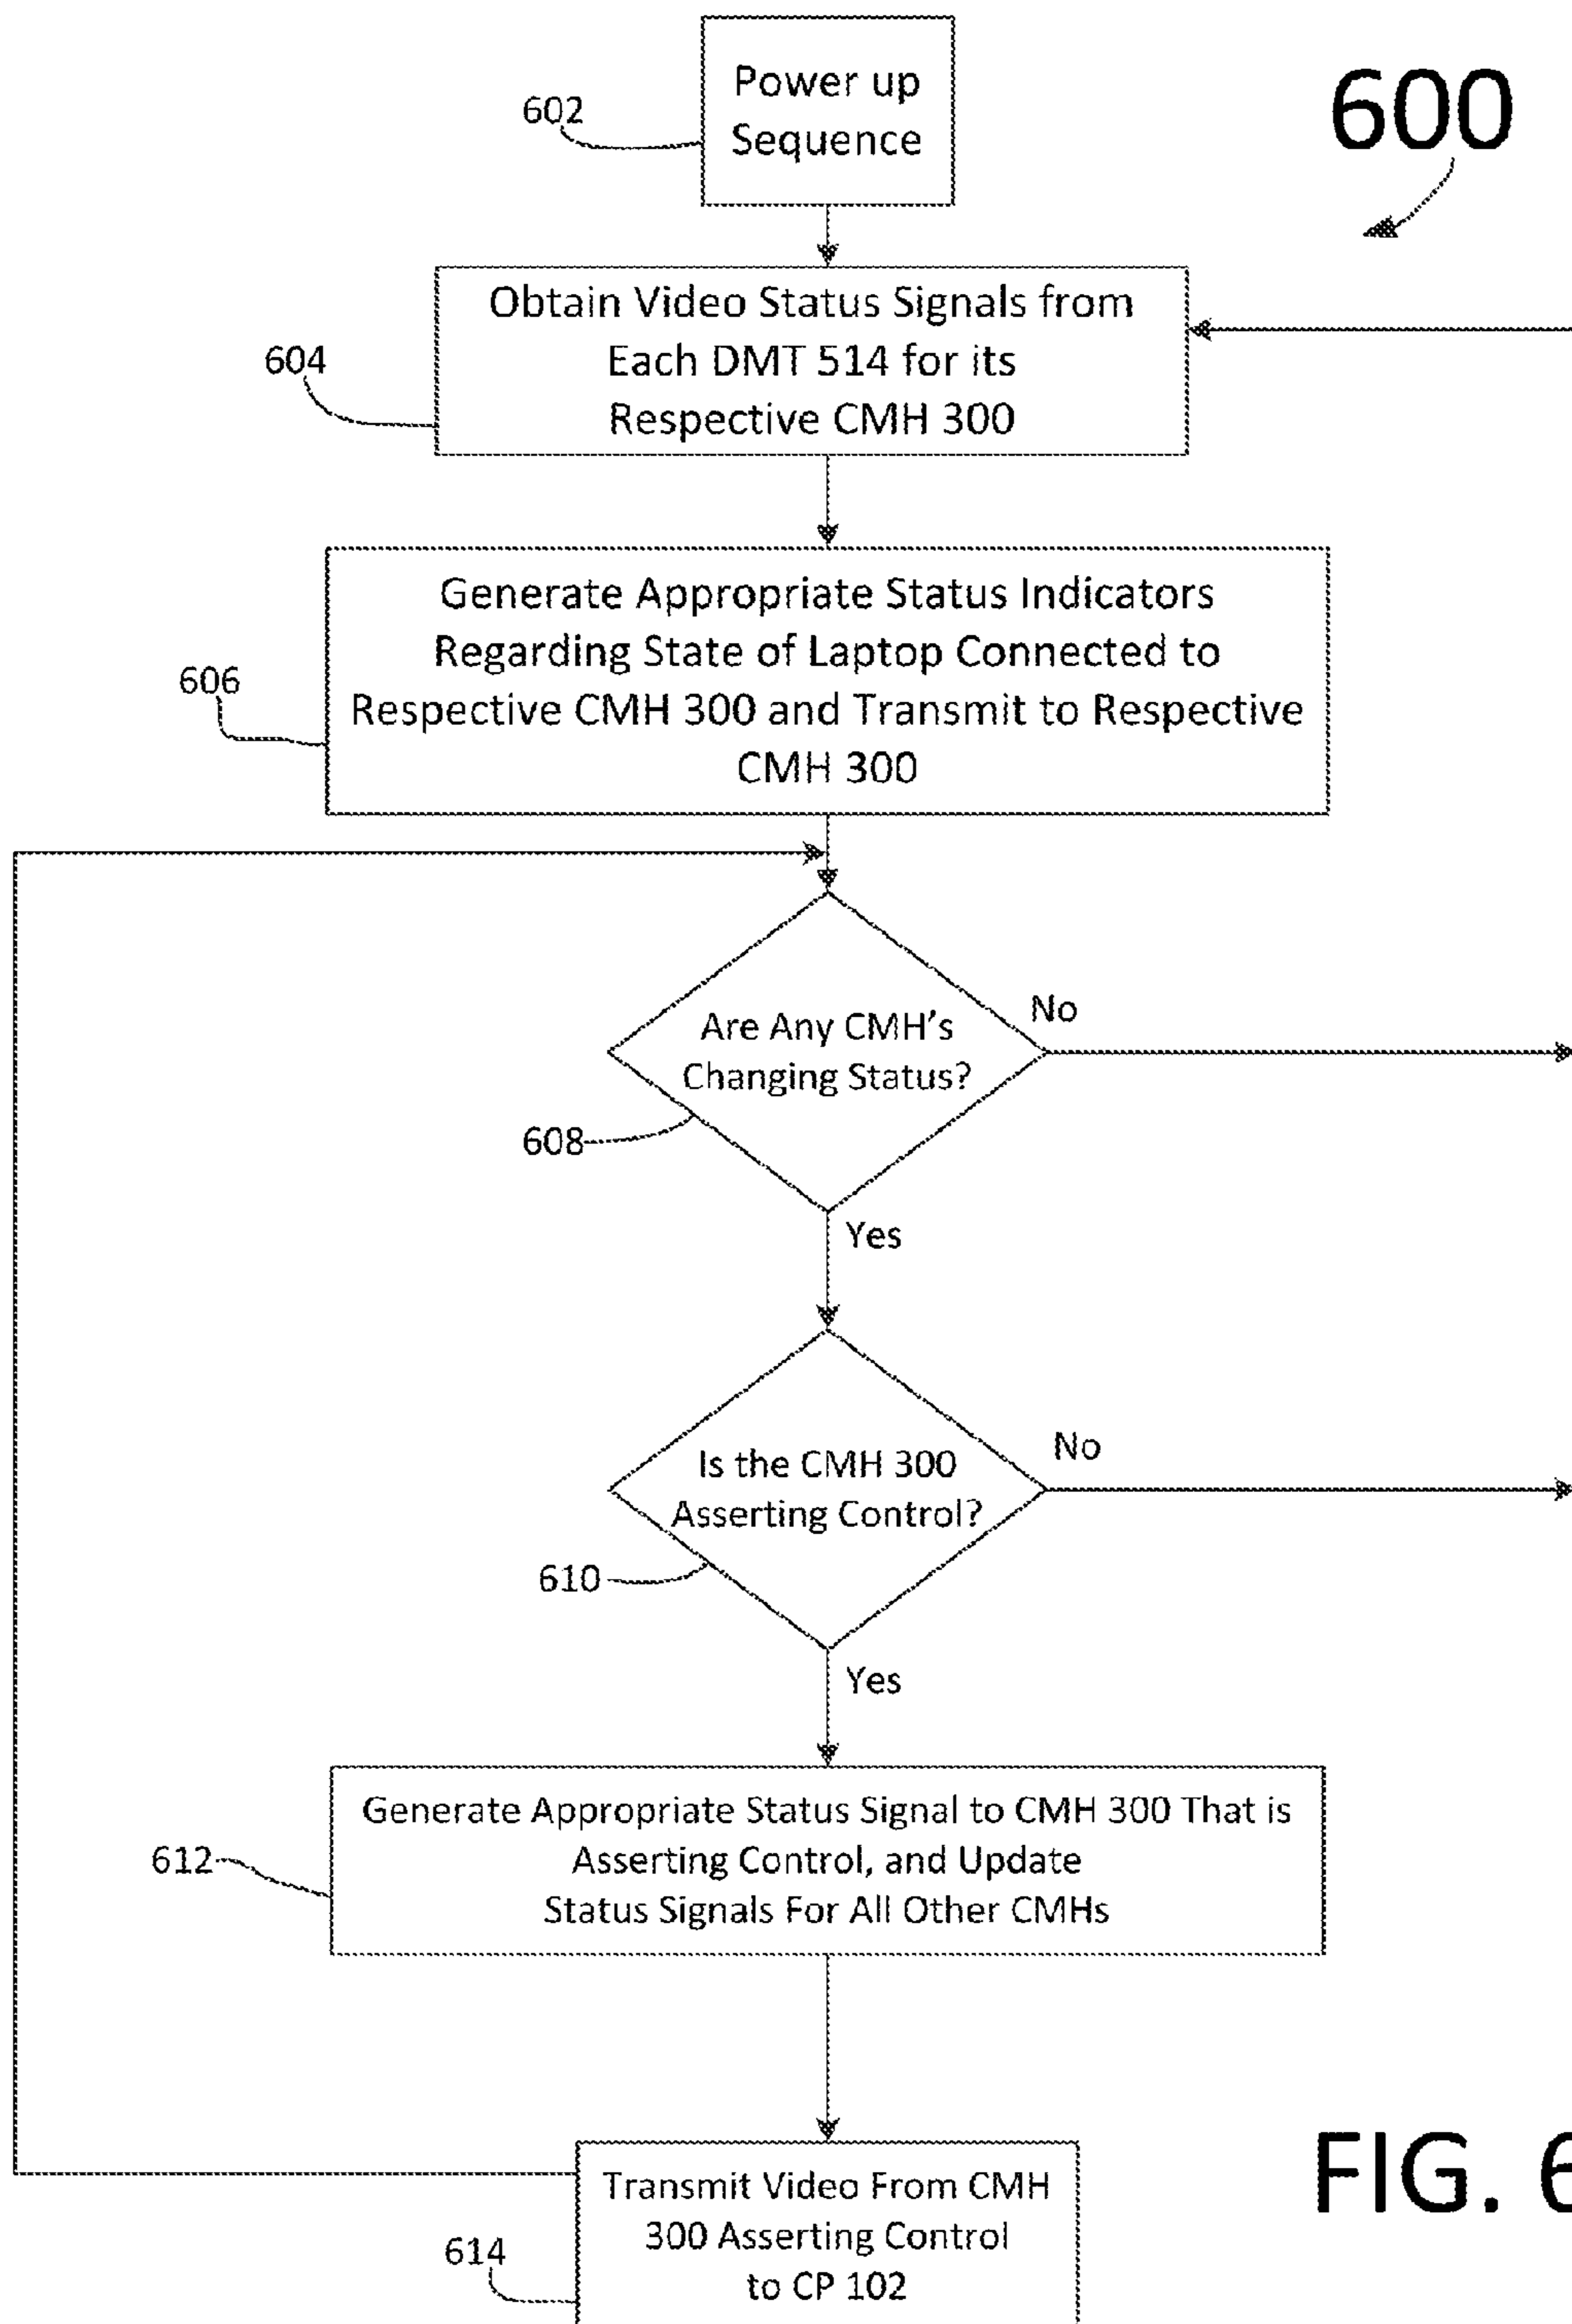 600
602
Power up
Sequence
604
Obtain Video Status Signals from
Each DMT 514 for its
Respective CMH 300
606
Generate Appropriate Status Indicators
Regarding State of Laptop Connected to
Respective CMH 300 and Transmit to Respective
CMH 300
Are Any CMH's
Changing Status?
No
608
Yes
Is the CMH 300
Asserting Control?
No
610
Yes
612
Generate Appropriate Status Signal to CMH 300 That is
Asserting Control, and Update
Status Signals For All Other CMHs
614
Transmit Video From CMH
300 Asserting Control
to CP 102
FIG. 6